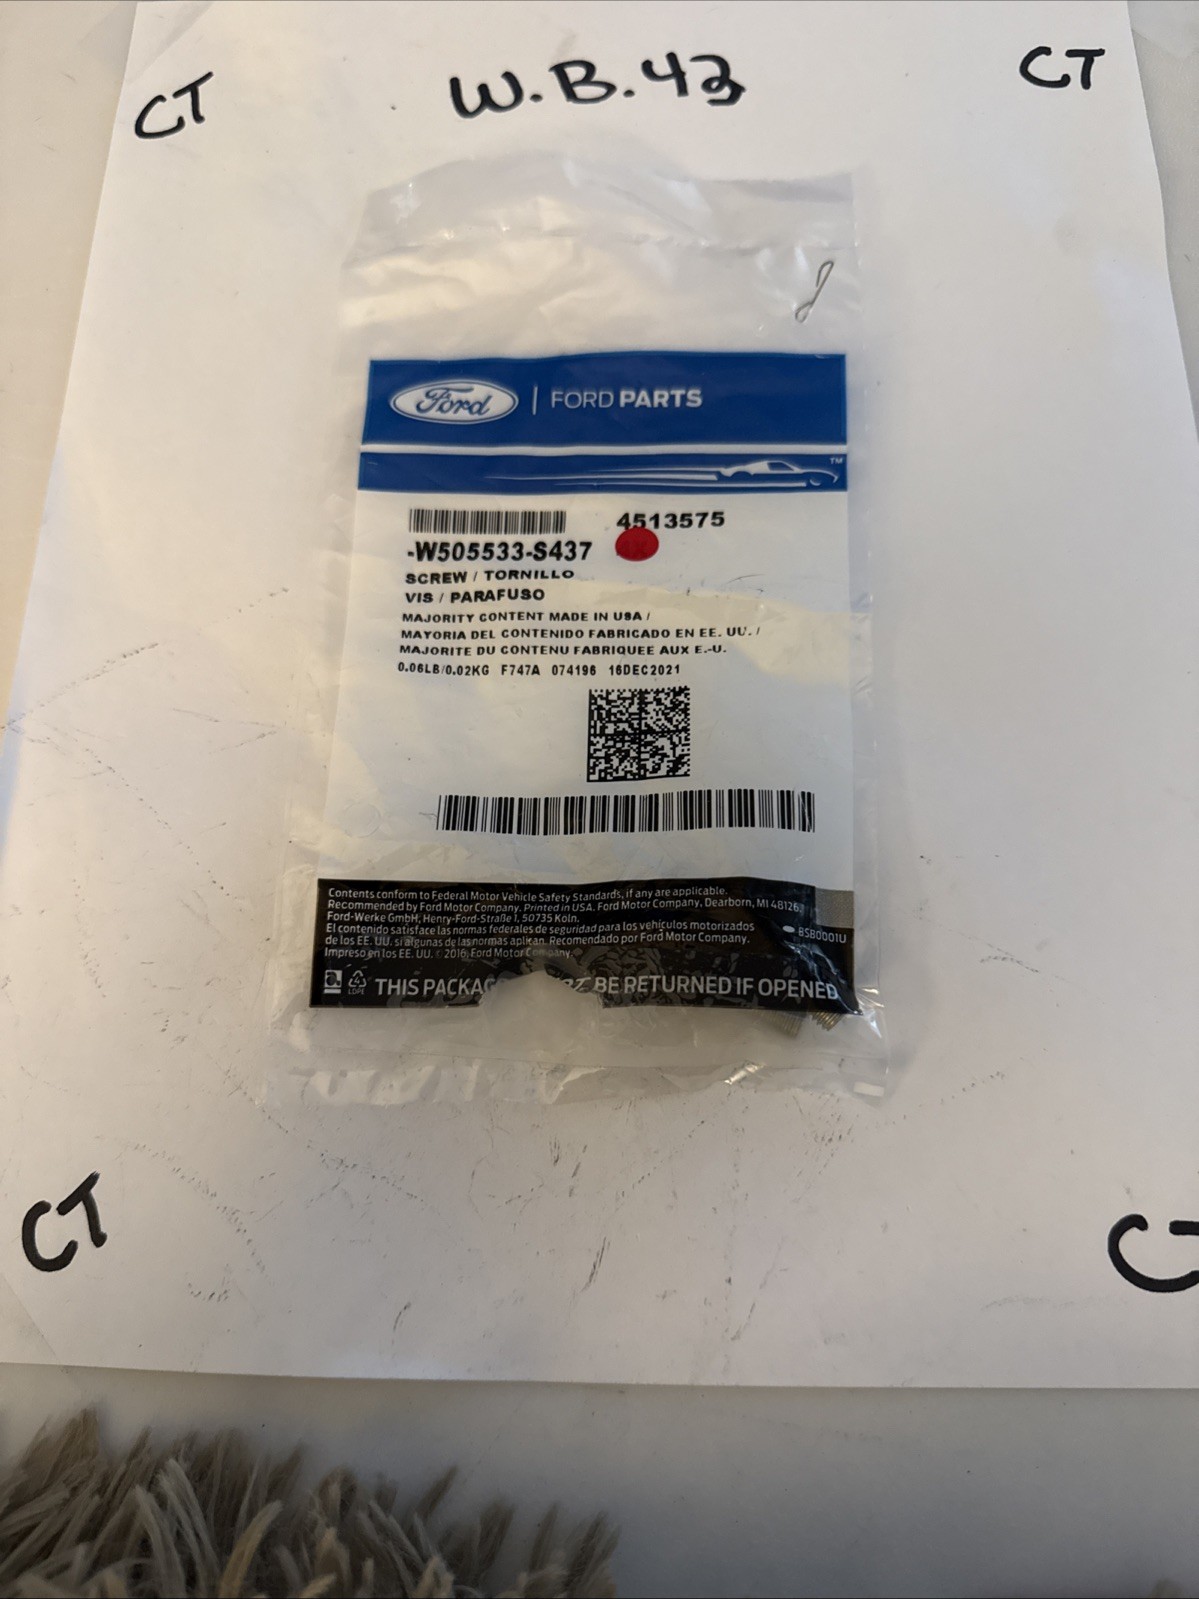 CT
W.B.43
CT
Ford | FORD PARTS
TM
4513575
-W505533-S437
SCREW / TORNILLO
VIS / PARAFUSO
MAJORITY CONTENT MADE IN USA /
MAYORIA DEL CONTENIDO FABRICADO EN EE. UU. /
MAJORITE DU CONTENU FABRIQUEE AUX E.-U.
0.06LB/0.02KG F747A 074196 16DEC2021
Contents conform to Federal Motor Vehicle Safety Standards, if any are applicable.
Recommended by Ford Motor Company. Printed in USA. Ford Motor Company, Dearborn, MI 48126
Ford-Werke GmbH, Henry-Ford-Straße 1, 50735 Köln.
El contenido satisface las normas federales de seguridad para los vehículos motorizados
de los EE. UU. si algunas de las normas aplican. Recomendado por Ford Motor Company.
Impreso en los EE. UU. © 2016, Ford Motor Company.
BSB0001U
LDPE
THIS PACKAG BE RETURNED IF OPENED
CT
C